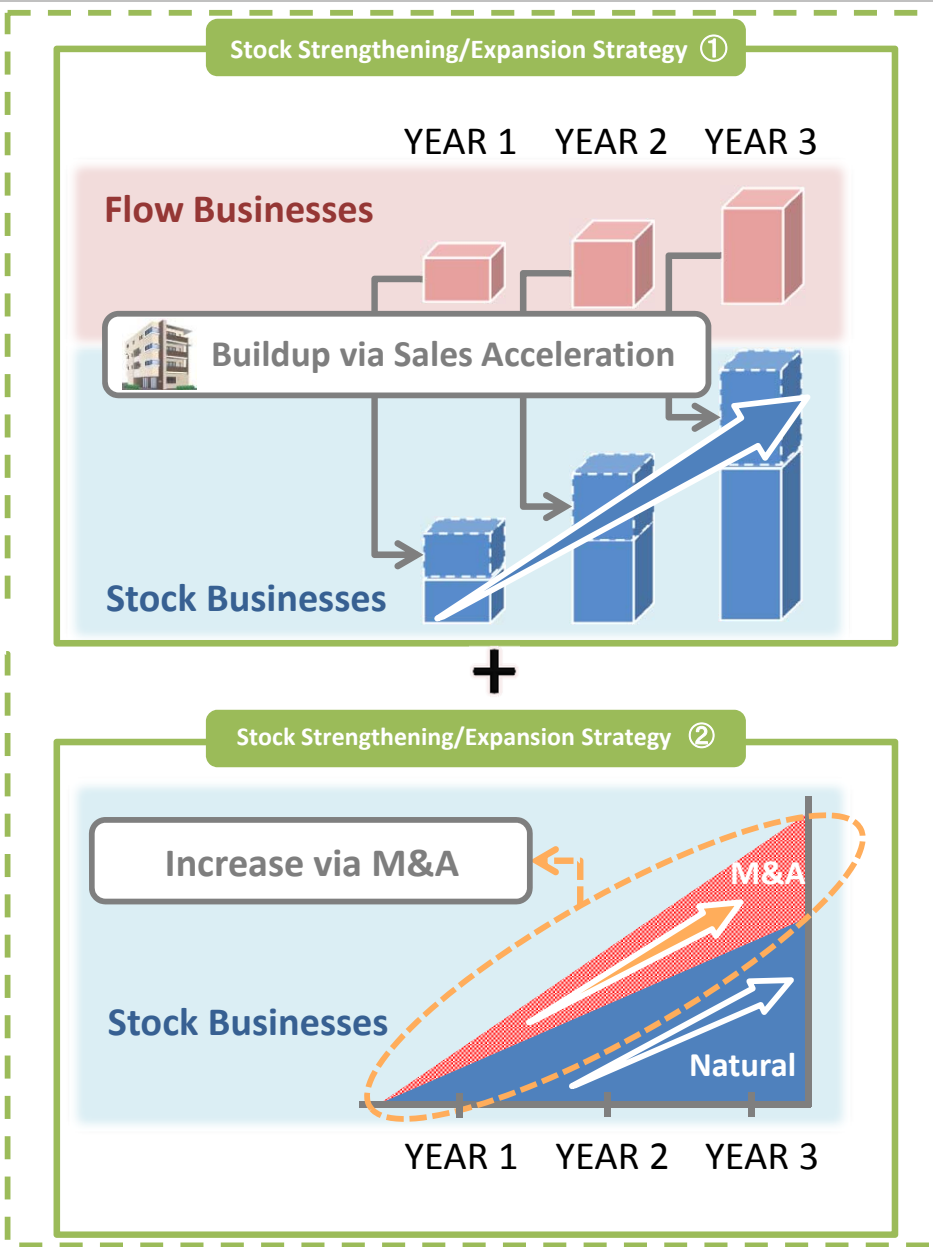 Stock Strengthening/Expansion Strategy ①
YEAR 1 YEAR 2 YEAR 3
Flow Businesses
Buildup via Sales Acceleration
Stock Businesses
+
Stock Strengthening/Expansion Strategy ②
Increase via M&A
M&A
Stock Businesses
Natural
YEAR 1 YEAR 2 YEAR 3